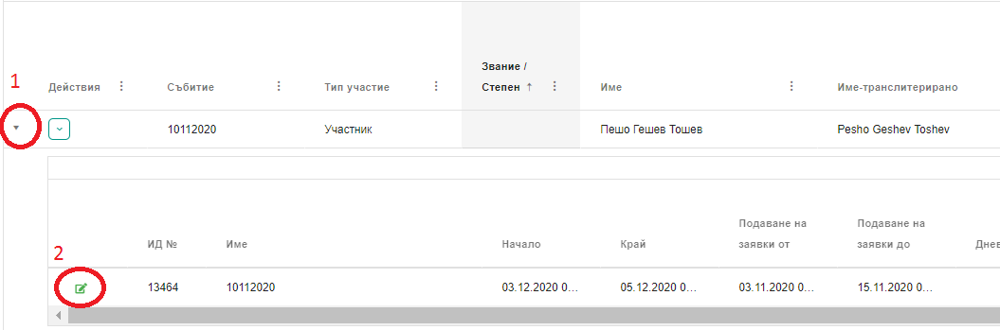 1
Действия
Събитие
Тип участие
Звание /
Степен ↑
Име
Име-транслитерирано
10112020
Участник
Пешо Гешев Тошев
Pesho Geshev Toshev
2
ИД №
Име
Начало
Край
Подаване на
заявки от
Подаване на
заявки до
Днев
13464
10112020
03.12.2020 0...
05.12.2020 0...
03.11.2020 0...
15.11.2020 0...